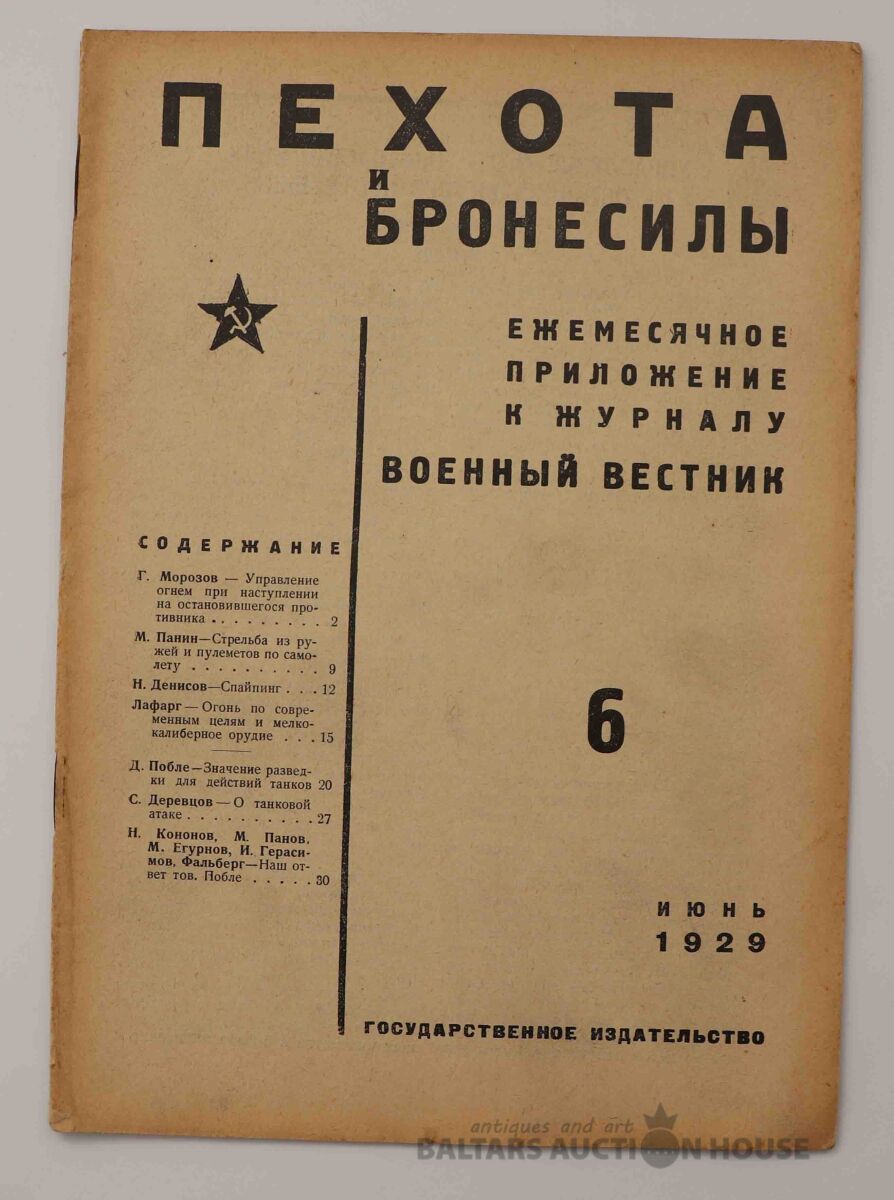 ПЕХОТА
и
БРОНЕСИЛЫ
ЕЖЕМЕСЯЧНОЕ
ПРИЛОЖЕНИЕ
К ЖУРНАЛУ
ВОЕННЫЙ ВЕСТНИК
СОДЕРЖАНИЕ
Г. Морозов — Управление
огнем при наступлении
на остановившегося про-
тивника . . . . . . . . . 2
М. Панин—Стрельба из ру-
жей и пулеметов по само-
лету . . . . . . . . . . 9
Н. Денисов—Снайпинг . . . 12
Лафарг — Огонь по совре-
менным целям и мелко-
калиберное орудие . . . 15
Д. Побле—Значение развед-
ки для действий танков 20
С. Деревцов — О танковой
атаке . . . . . . . . . . 27
Н. Кононов, М. Панов,
М. Егурнов, И. Гераси-
мов, Фальберг—Наш от-
вет тов. Побле . . . . . 30
6
ИЮНЬ
1929
ГОСУДАРСТВЕННОЕ ИЗДАТЕЛЬСТВО
antiques and art
BALTARS AUCTION HOUSE